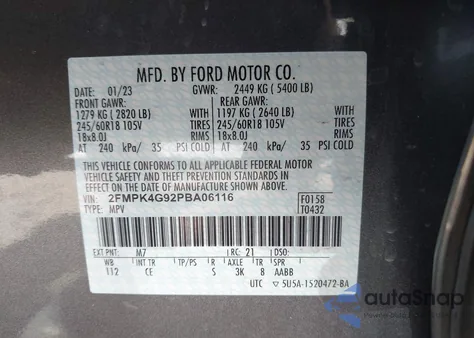 MFD. BY FORD MOTOR CO.
DATE: 01/23 GVWR: 2449 KG ( 5400 LB)
FRONT GAWR: REAR GAWR:
1279 KG ( 2820 LB) 1197 KG ( 2640 LB)
245/60R18 105V TIRES 245/60R18 105V TIRES
18x8.0J RIMS 18x8.0J RIMS
AT 240 kPa/ 35 PSI COLD AT 240 kPa/ 35 PSI COLD
THIS VEHICLE CONFORMS TO ALL APPLICABLE FEDERAL MOTOR
VEHICLE SAFETY AND THEFT PREVENTION STANDARDS IN EFFECT ON
THE DATE OF MANUFACTURE SHOWN ABOVE.
VIN: 2FMPK4G92PBA06116 F0158
TYPE: MPV T0432
EXT PNT: M7 RC: 21 DSO:
WB INT TR TP/PS R AXLE TR SPR
112 CE S 3K 8 AABB
UTC ▽ 5U5A-1520472-BA
autoSnap